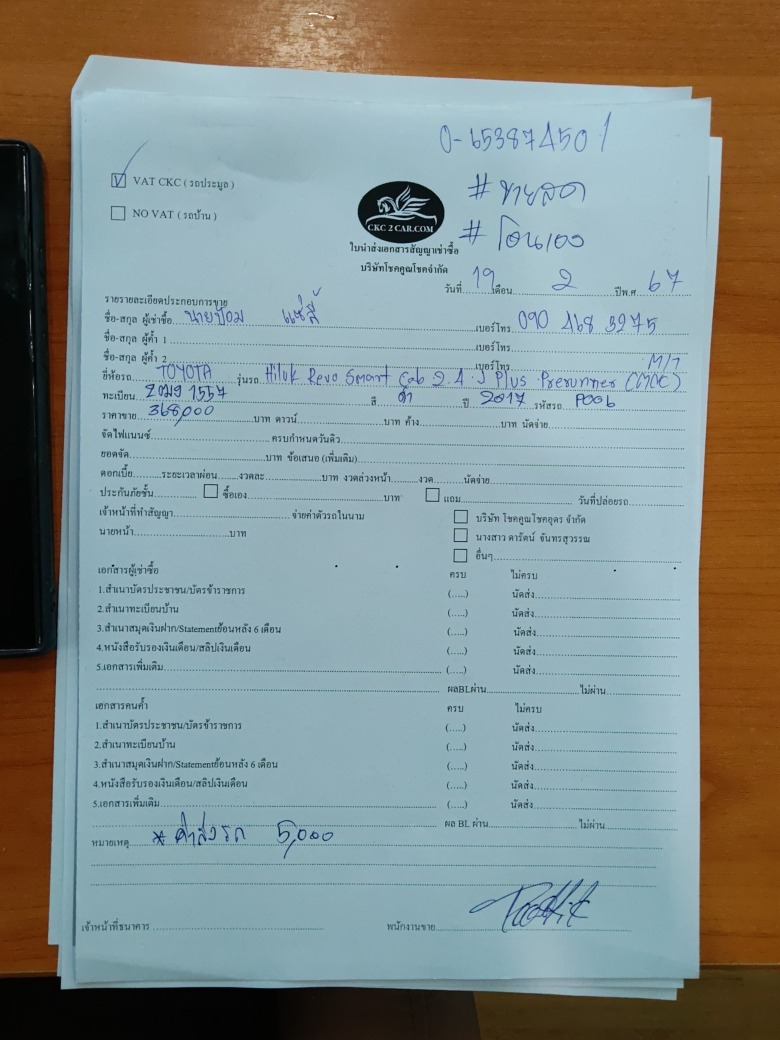 0-65387450 1
VAT CKC ( รถประมูล )
# ขายสด
NO VAT ( รถบ้าน )
CKC 2 CAR.COM
# โอนเอง
ใบนำส่งเอกสารสัญญาเช่าซื้อ
บริษัทโชคคูณโชคจำกัด
วันที่ 19 เดือน 2 ปีพ.ศ 67
รายรายละเอียดประกอบการขาย
ชื่อ-สกุล ผู้เช่าซื้อ นายป้อม แซ่ลี้ เบอร์โทร 090 468 3275
ชื่อ-สกุล ผู้ค้ำ 1 เบอร์โทร
ชื่อ-สกุล ผู้ค้ำ 2 เบอร์โทร
ยี่ห้อรถ TOYOTA รุ่นรถ Hilux Revo Smart Cab 2.4 J Plus Prerunner M/T
ทะเบียน 1557 สี ดำ ปี 2017 รหัสรถ P006
ราคาขาย 368,000 บาท ดาวน์ บาท ค้าง บาท นัดจ่าย
จัดไฟแนนซ์ ครบกำหนดวันดิว
ยอดจัด บาท ข้อเสนอ (เพิ่มเติม)
ดอกเบี้ย ระยะเวลาผ่อน งวดละ บาท งวดล่วงหน้า งวด นัดจ่าย
ประกันภัยชั้น ซื้อเอง บาท แถม วันที่ปล่อยรถ
เจ้าหน้าที่ทำสัญญา จ่ายค่าตัวรถในนาม บริษัท โชคคูณโชคอุดร จำกัด
นายหน้า บาท นางสาว ดารัตน์ จันทรสุวรรณ
อื่นๆ
เอกสารผู้เช่าซื้อ ครบ ไม่ครบ
1.สำเนาบัตรประชาชน/บัตรข้าราชการ (.....) นัดส่ง
2.สำเนาทะเบียนบ้าน (.....) นัดส่ง
3.สำเนาสมุดเงินฝาก/Statementย้อนหลัง 6 เดือน (.....) นัดส่ง
4.หนังสือรับรองเงินเดือน/สลิปเงินเดือน (.....) นัดส่ง
5.เอกสารเพิ่มเติม (.....) นัดส่ง
ผลBLผ่าน ไม่ผ่าน
เอกสารคนค้ำ ครบ ไม่ครบ
1.สำเนาบัตรประชาชน/บัตรข้าราชการ (.....) นัดส่ง
2.สำเนาทะเบียนบ้าน (.....) นัดส่ง
3.สำเนาสมุดเงินฝาก/Statementย้อนหลัง 6 เดือน (.....) นัดส่ง
4.หนังสือรับรองเงินเดือน/สลิปเงินเดือน (.....) นัดส่ง
5.เอกสารเพิ่มเติม (.....) นัดส่ง
ผล BL ผ่าน ไม่ผ่าน
หมายเหตุ * ค่าส่งรถ 5,000
เจ้าหน้าที่ธนาคาร พนักงานขาย